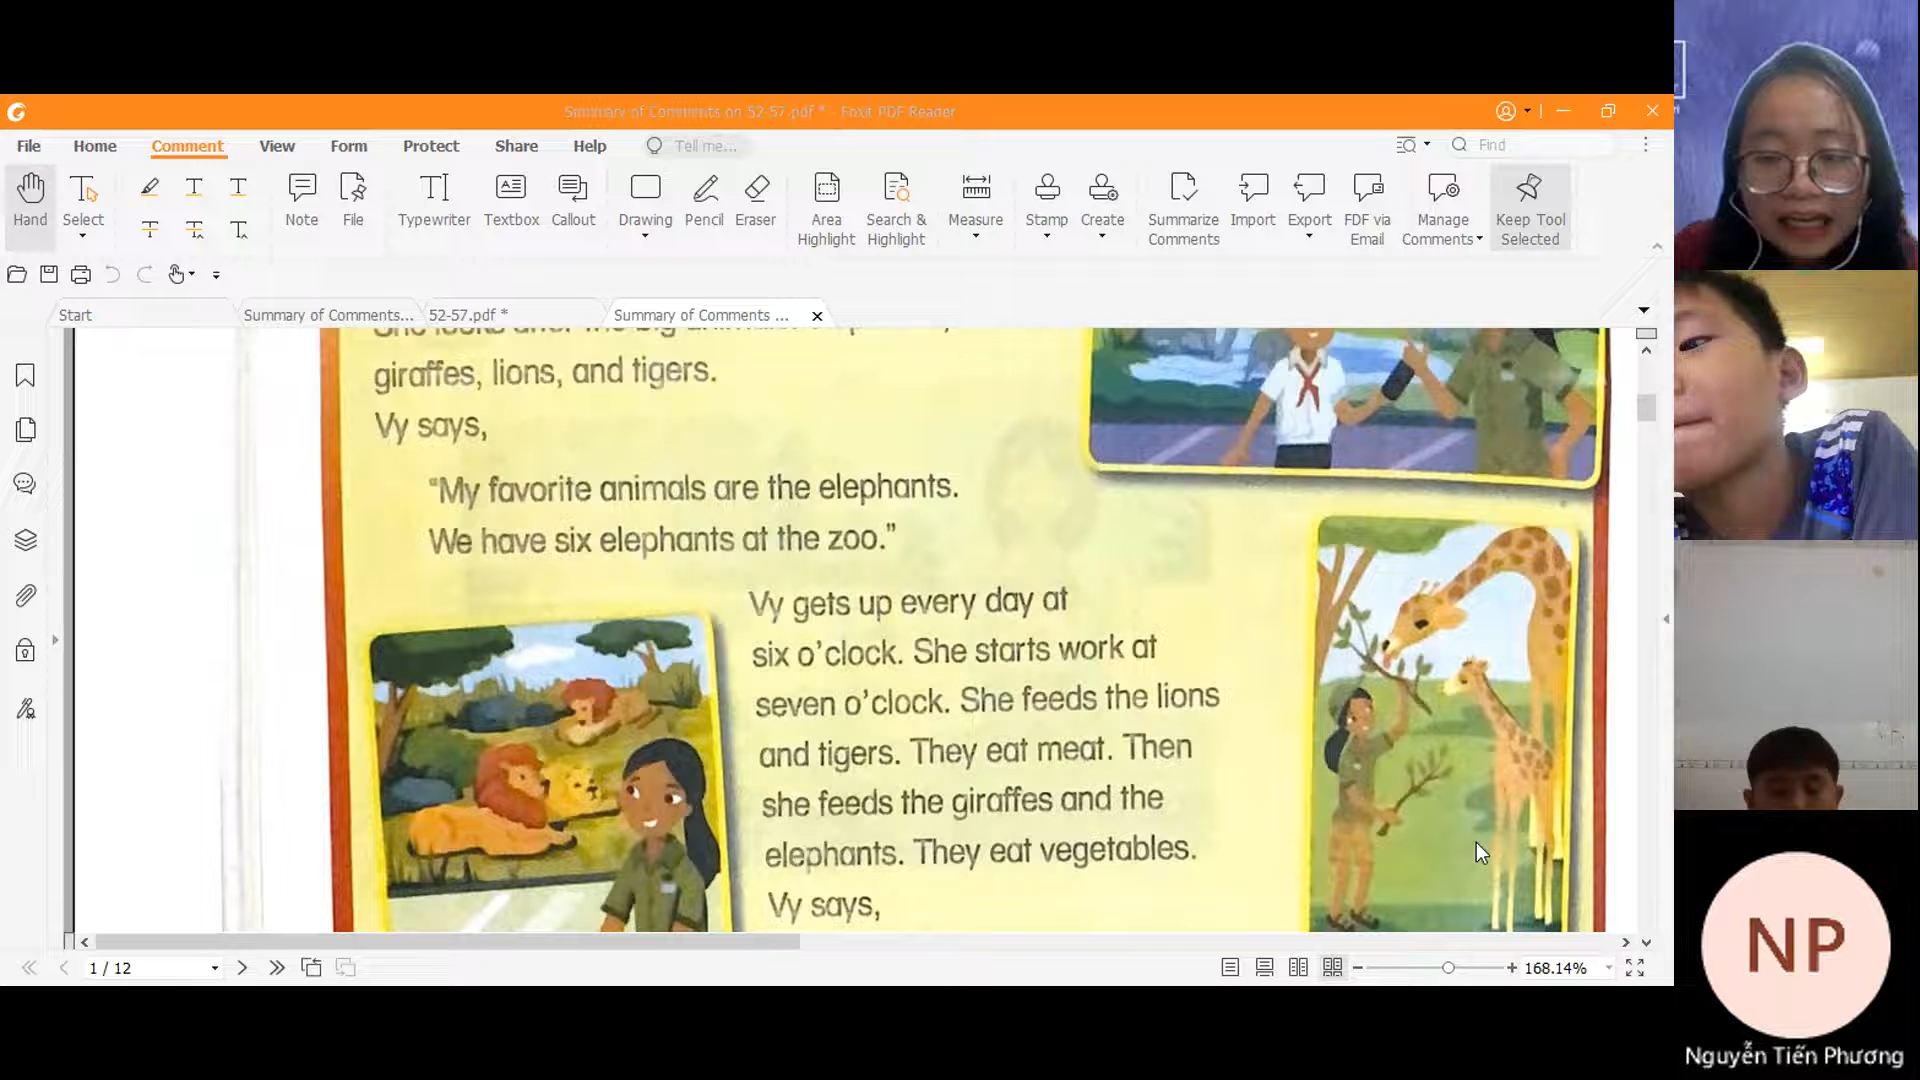 Summary of Comments on 52-57.pdf * - Foxit PDF Reader
File Home Comment View Form Protect Share Help Tell me... Find
Hand Select Note File Typewriter Textbox Callout Drawing Pencil Eraser Area Highlight Search & Highlight Measure Stamp Create Summarize Comments Import Export FDF via Email Manage Comments Keep Tool Selected
Start Summary of Comments... 52-57.pdf * Summary of Comments ...
giraffes, lions, and tigers.
Vy says,
“My favorite animals are the elephants.
We have six elephants at the zoo.”
Vy gets up every day at
six o’clock. She starts work at
seven o’clock. She feeds the lions
and tigers. They eat meat. Then
she feeds the giraffes and the
elephants. They eat vegetables.
Vy says,
1 / 12
168.14%
NP
Nguyễn Tiến Phương